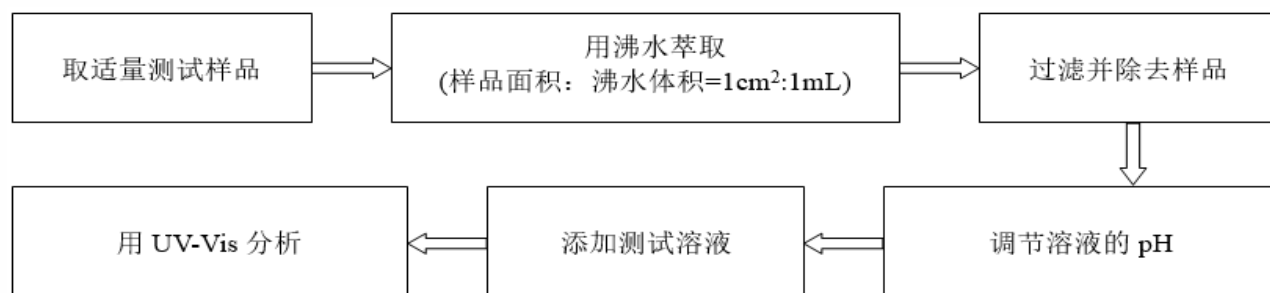 取适量测试样品
用沸水萃取
(样品面积：沸水体积=1cm²:1mL)
过滤并除去样品
调节溶液的 pH
添加测试溶液
用 UV-Vis 分析